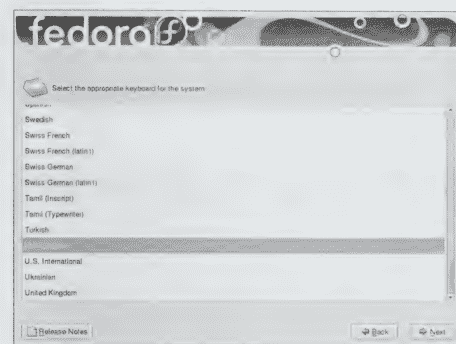 fedora
Select the appropriate keyboard for the system
Swedish
Swiss French
Swiss French (latin1)
Swiss German
Swiss German (latin1)
Tamil (Inscript)
Tamil (Typewriter)
Turkish
U.S. International
Ukrainian
United Kingdom
Release Notes
Back
Next